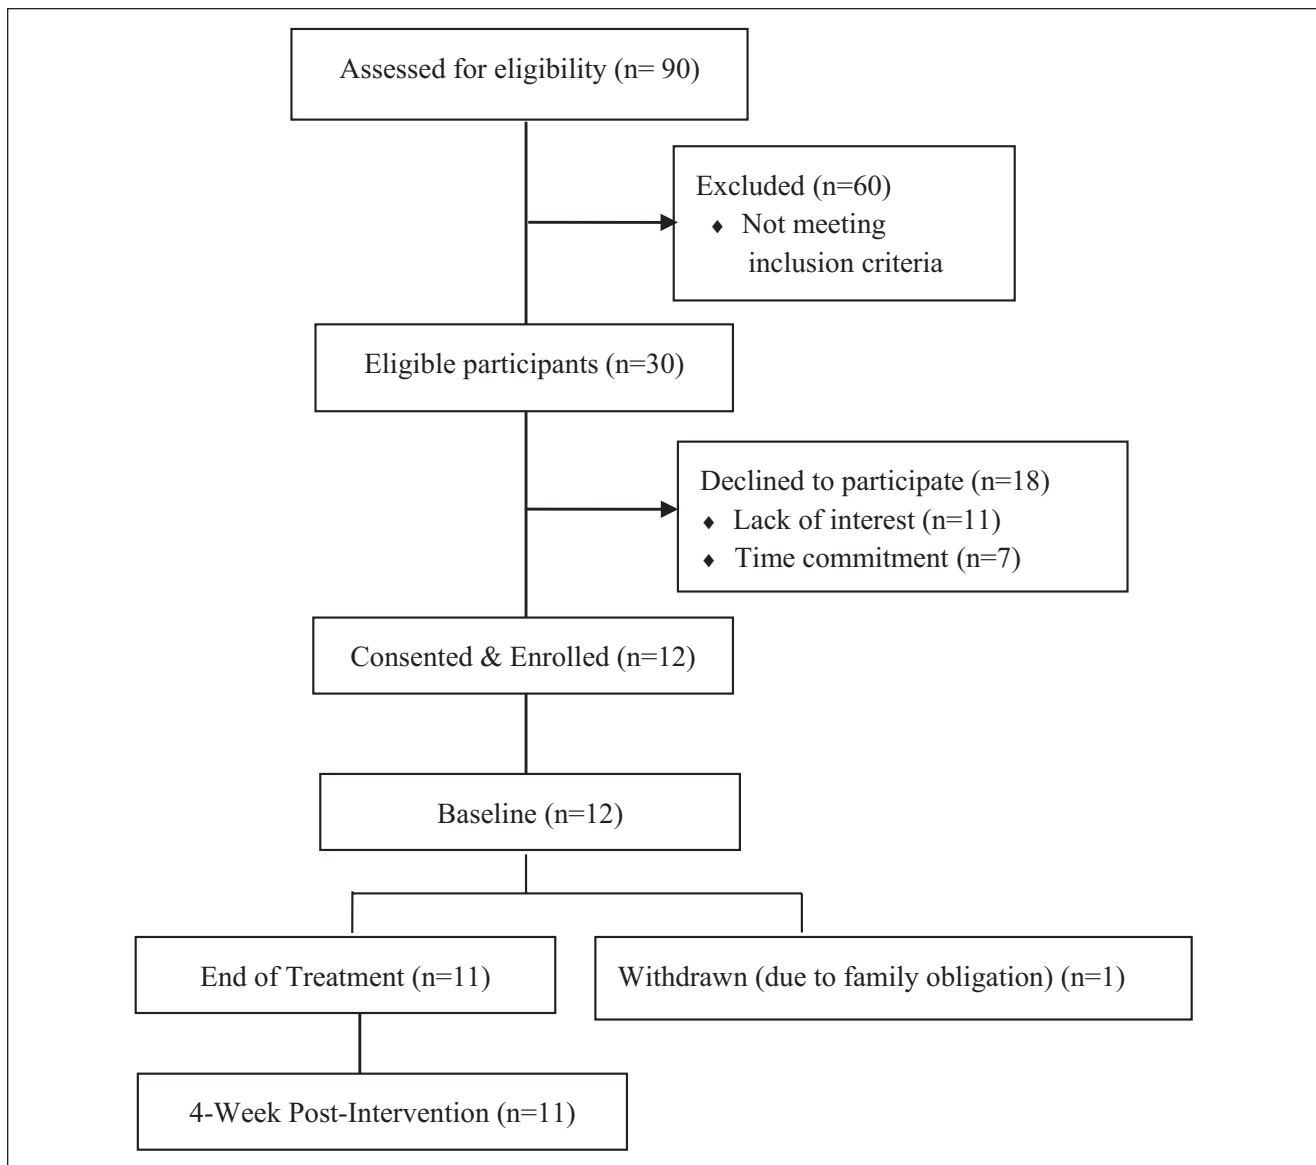 Assessed for eligibility (n= 90)
Excluded (n=60)
♦ Not meeting
inclusion criteria
Eligible participants (n=30)
Declined to participate (n=18)
♦ Lack of interest (n=11)
♦ Time commitment (n=7)
Consented & Enrolled (n=12)
Baseline (n=12)
End of Treatment (n=11)
Withdrawn (due to family obligation) (n=1)
4-Week Post-Intervention (n=11)